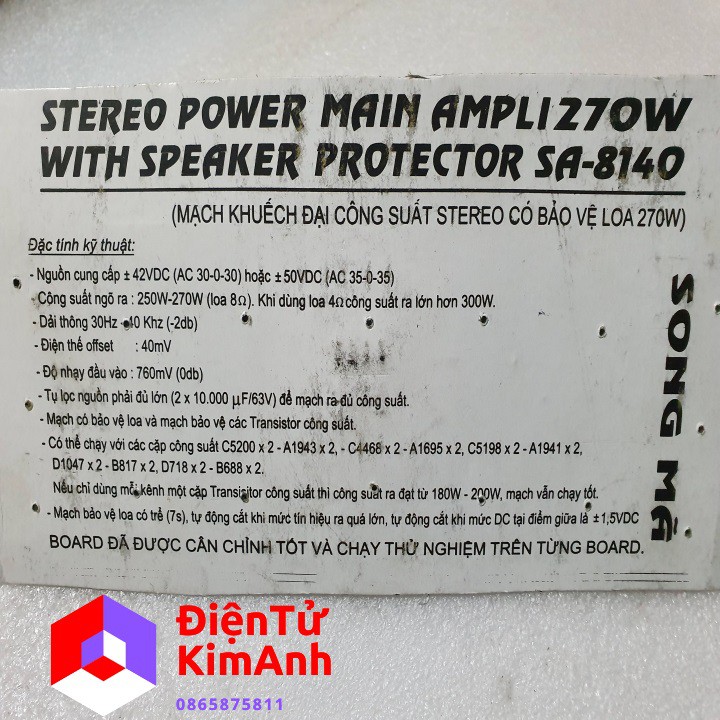 STEREO POWER MAIN AMPLI 270W
WITH SPEAKER PROTECTOR SA-8140
(MẠCH KHUẾCH ĐẠI CÔNG SUẤT STEREO CÓ BẢO VỆ LOA 270W)
Đặc tính kỹ thuật:
- Nguồn cung cấp ± 42VDC (AC 30-0-30) hoặc ± 50VDC (AC 35-0-35)
- Công suất ngõ ra : 250W-270W (loa 8Ω). Khi dùng loa 4Ω công suất ra lớn hơn 300W.
- Dải thông 30Hz - 40 Khz (-2db)
- Điện thế offset : 40mV
- Độ nhạy đầu vào : 760mV (0db)
- Tụ lọc nguồn phải đủ lớn (2 x 10.000 µF/63V) để mạch ra đủ công suất.
- Mạch có bảo vệ loa và mạch bảo vệ các Transistor công suất.
- Có thể chạy với các cặp công suất C5200 x 2 - A1943 x 2, - C4468 x 2 - A1695 x 2, C5198 x 2 - A1941 x 2,
D1047 x 2 - B817 x 2, D718 x 2 - B688 x 2.
Nếu chỉ dùng mỗi kênh một cặp Transistor công suất thì công suất ra đạt từ 180W - 200W, mạch vẫn chạy tốt.
- Mạch bảo vệ loa có trể (7s), tự động cắt khi mức tín hiệu ra quá lớn, tự động cắt khi mức DC tại điểm giữa là ± 1,5VDC
BOARD ĐÃ ĐƯỢC CÂN CHỈNH TỐT VÀ CHẠY THỬ NGHIỆM TRÊN TỪNG BOARD.
SONG MÃ
ĐiệnTử
KimAnh
0865875811